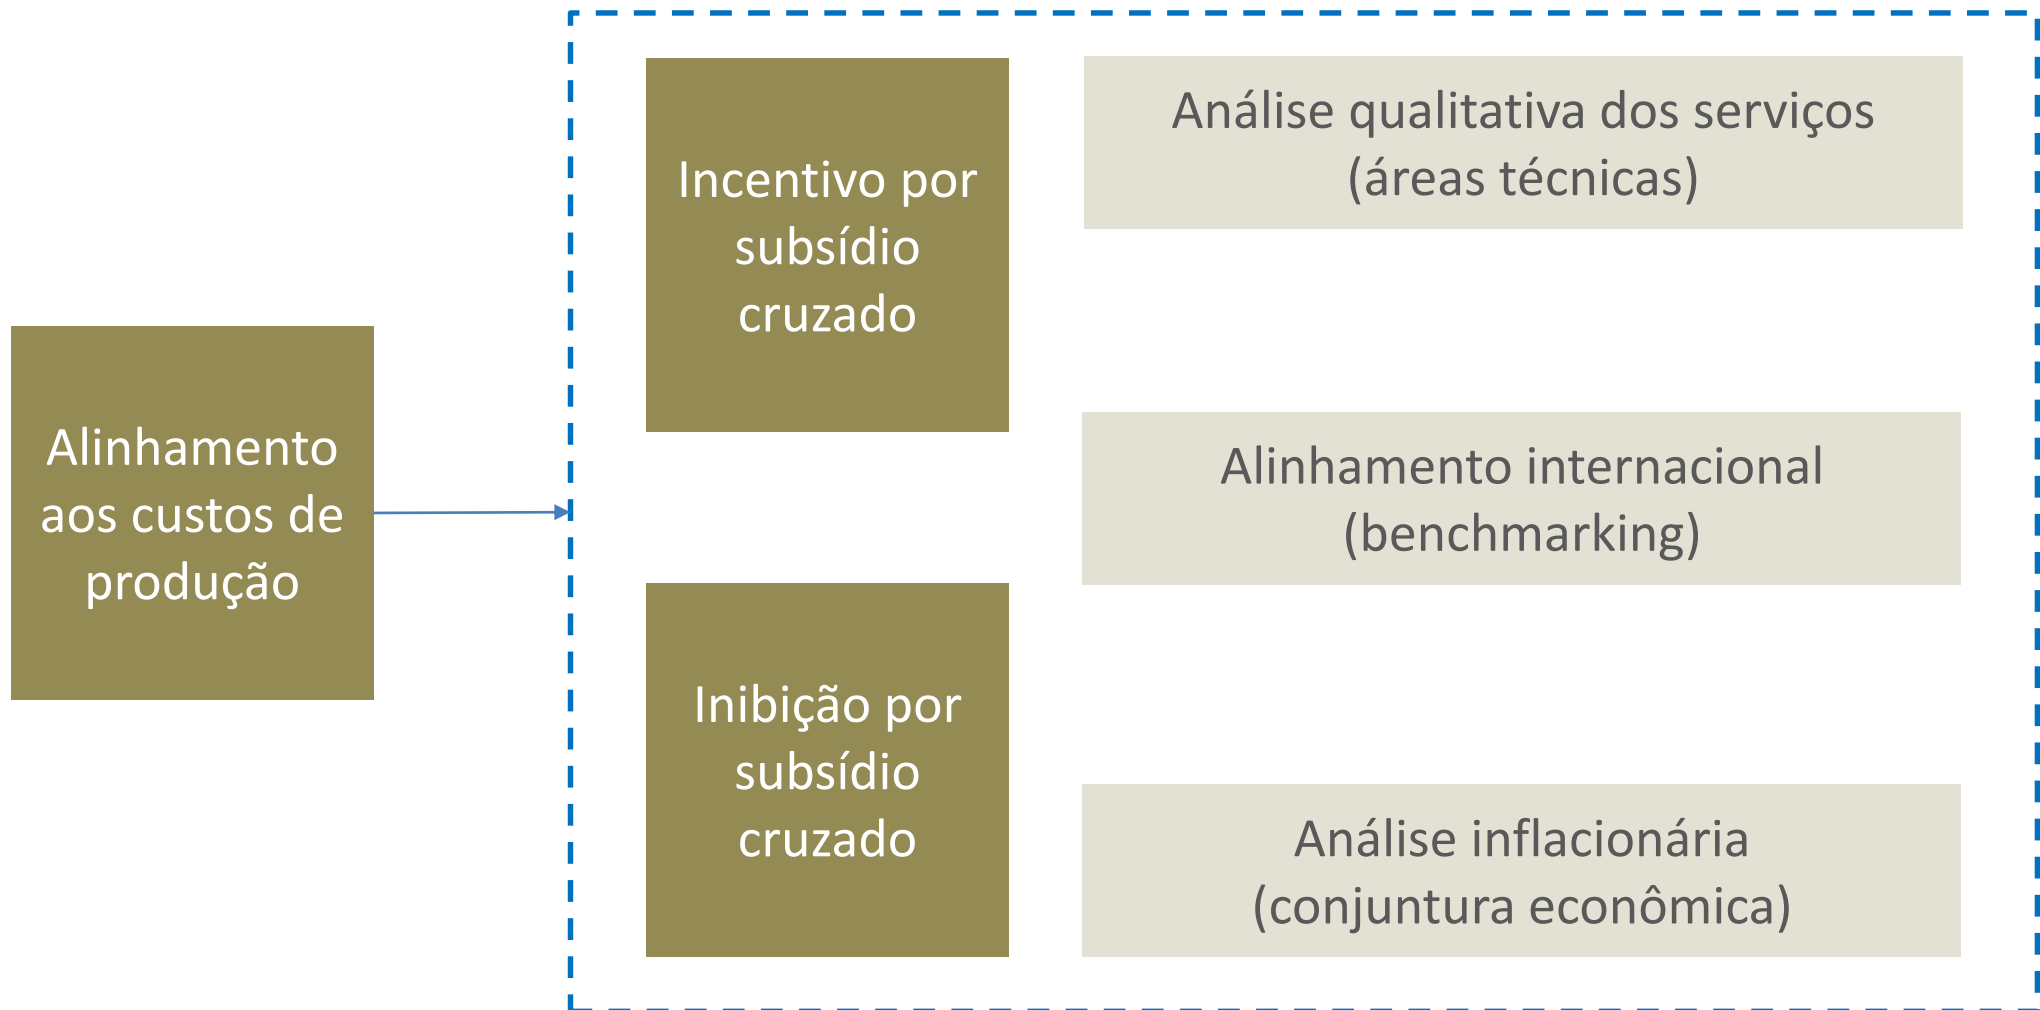 Alinhamento
aos custos de
produção
Incentivo por
subsídio
cruzado
Inibição por
subsídio
cruzado
Análise qualitativa dos serviços
(áreas técnicas)
Alinhamento internacional
(benchmarking)
Análise inflacionária
(conjuntura econômica)